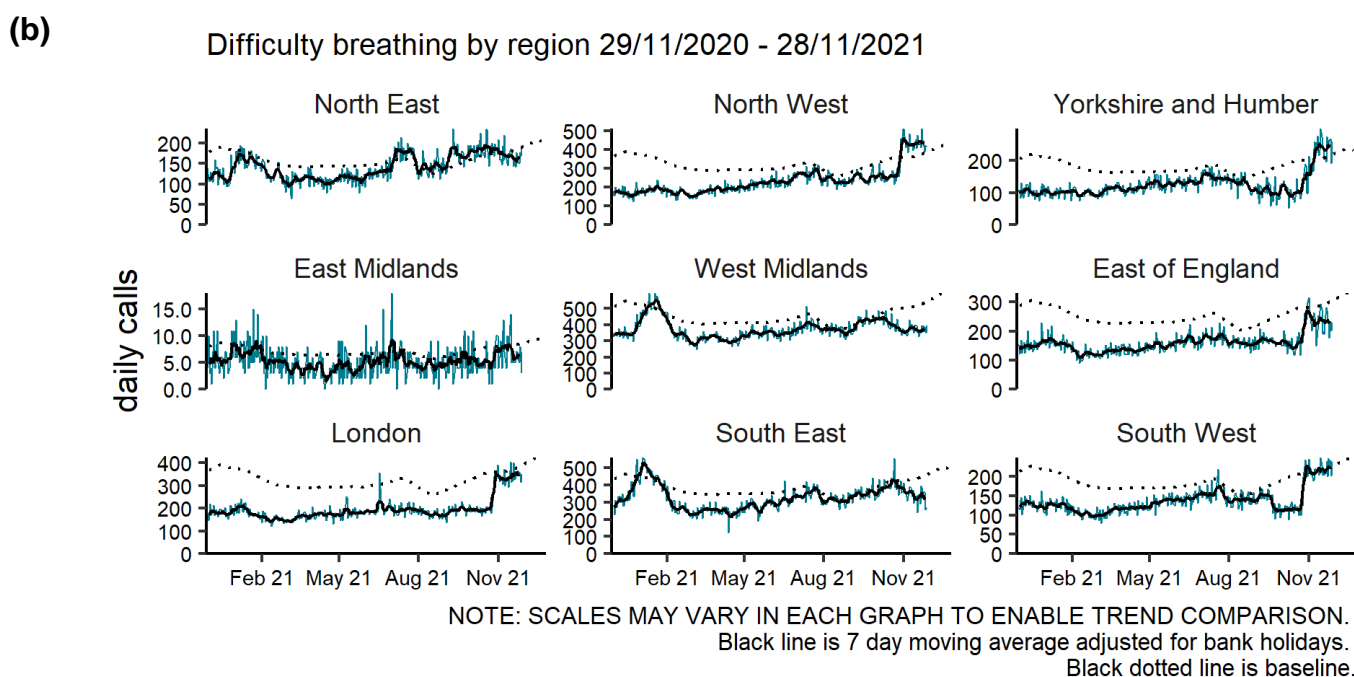 (b)
Difficulty breathing by region 29/11/2020 - 28/11/2021
daily calls
North East
200
150
100
50
0
North West
500
400
300
200
100
0
Yorkshire and Humber
200
100
0
East Midlands
15.0
10.0
5.0
0.0
West Midlands
500
400
300
200
100
0
East of England
300
200
100
0
London
400
300
200
100
0
Feb 21 May 21 Aug 21 Nov 21
South East
500
400
300
200
100
0
Feb 21 May 21 Aug 21 Nov 21
South West
200
150
100
50
0
Feb 21 May 21 Aug 21 Nov 21
NOTE: SCALES MAY VARY IN EACH GRAPH TO ENABLE TREND COMPARISON.
Black line is 7 day moving average adjusted for bank holidays.
Black dotted line is baseline.